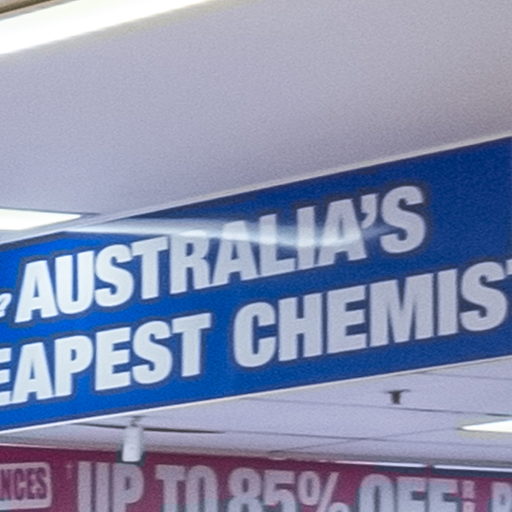 AUSTRALIA'S
EAPEST CHEMIS
NCES UP TO 85% OFF